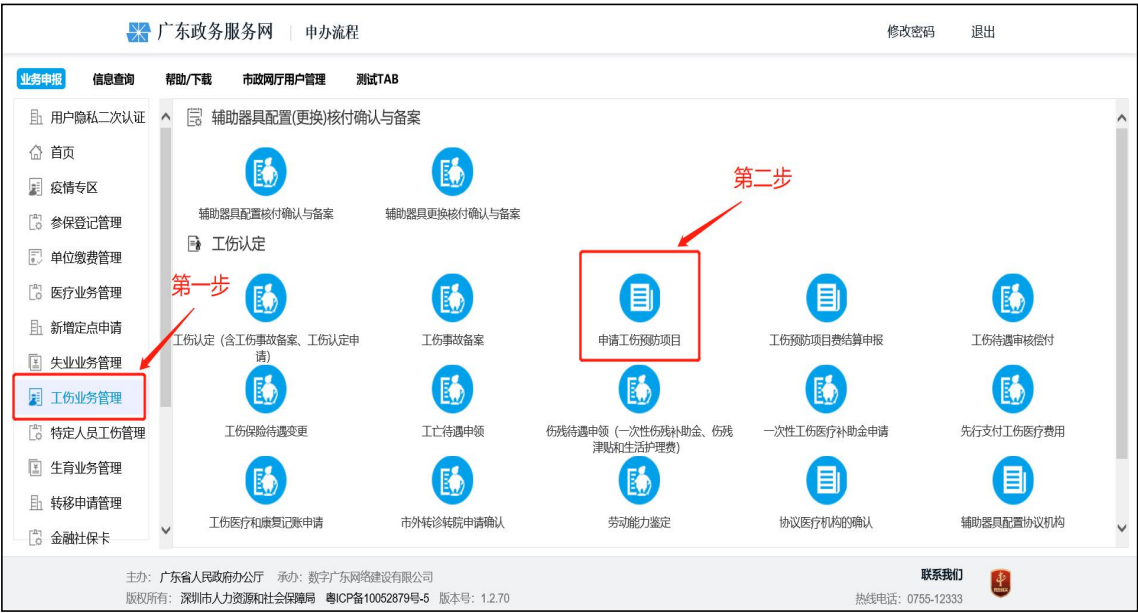 广东政务服务网 | 申办流程 修改密码 退出
业务申报 信息查询 帮助/下载 市政网厅用户管理 测试TAB
用户隐私二次认证
首页
疫情专区
参保登记管理
单位缴费管理
医疗业务管理
新增定点申请
失业业务管理
工伤业务管理
特定人员工伤管理
生育业务管理
转移申请管理
金融社保卡
第一步
辅助器具配置(更换)核付确认与备案
辅助器具配置核付确认与备案 辅助器具更换核付确认与备案
第二步
工伤认定
工伤认定（含工伤事故备案、工伤认定申
请) 工伤事故备案 申请工伤预防项目 工伤预防项目费结算申报 工伤待遇审核偿付
工伤保险待遇变更 工亡待遇申领 伤残待遇申领（一次性伤残补助金、伤残
津贴和生活护理费) 一次性工伤医疗补助金申请 先行支付工伤医疗费用
工伤医疗和康复记账申请 市外转诊转院申请确认 劳动能力鉴定 协议医疗机构的确认 辅助器具配置协议机构
主办：广东省人民政府办公厅 承办：数字广东网络建设有限公司
版权所有：深圳市人力资源和社会保障局 粤ICP备10052879号-5 版本号：1.2.70
联系我们
热线电话：0755-12333